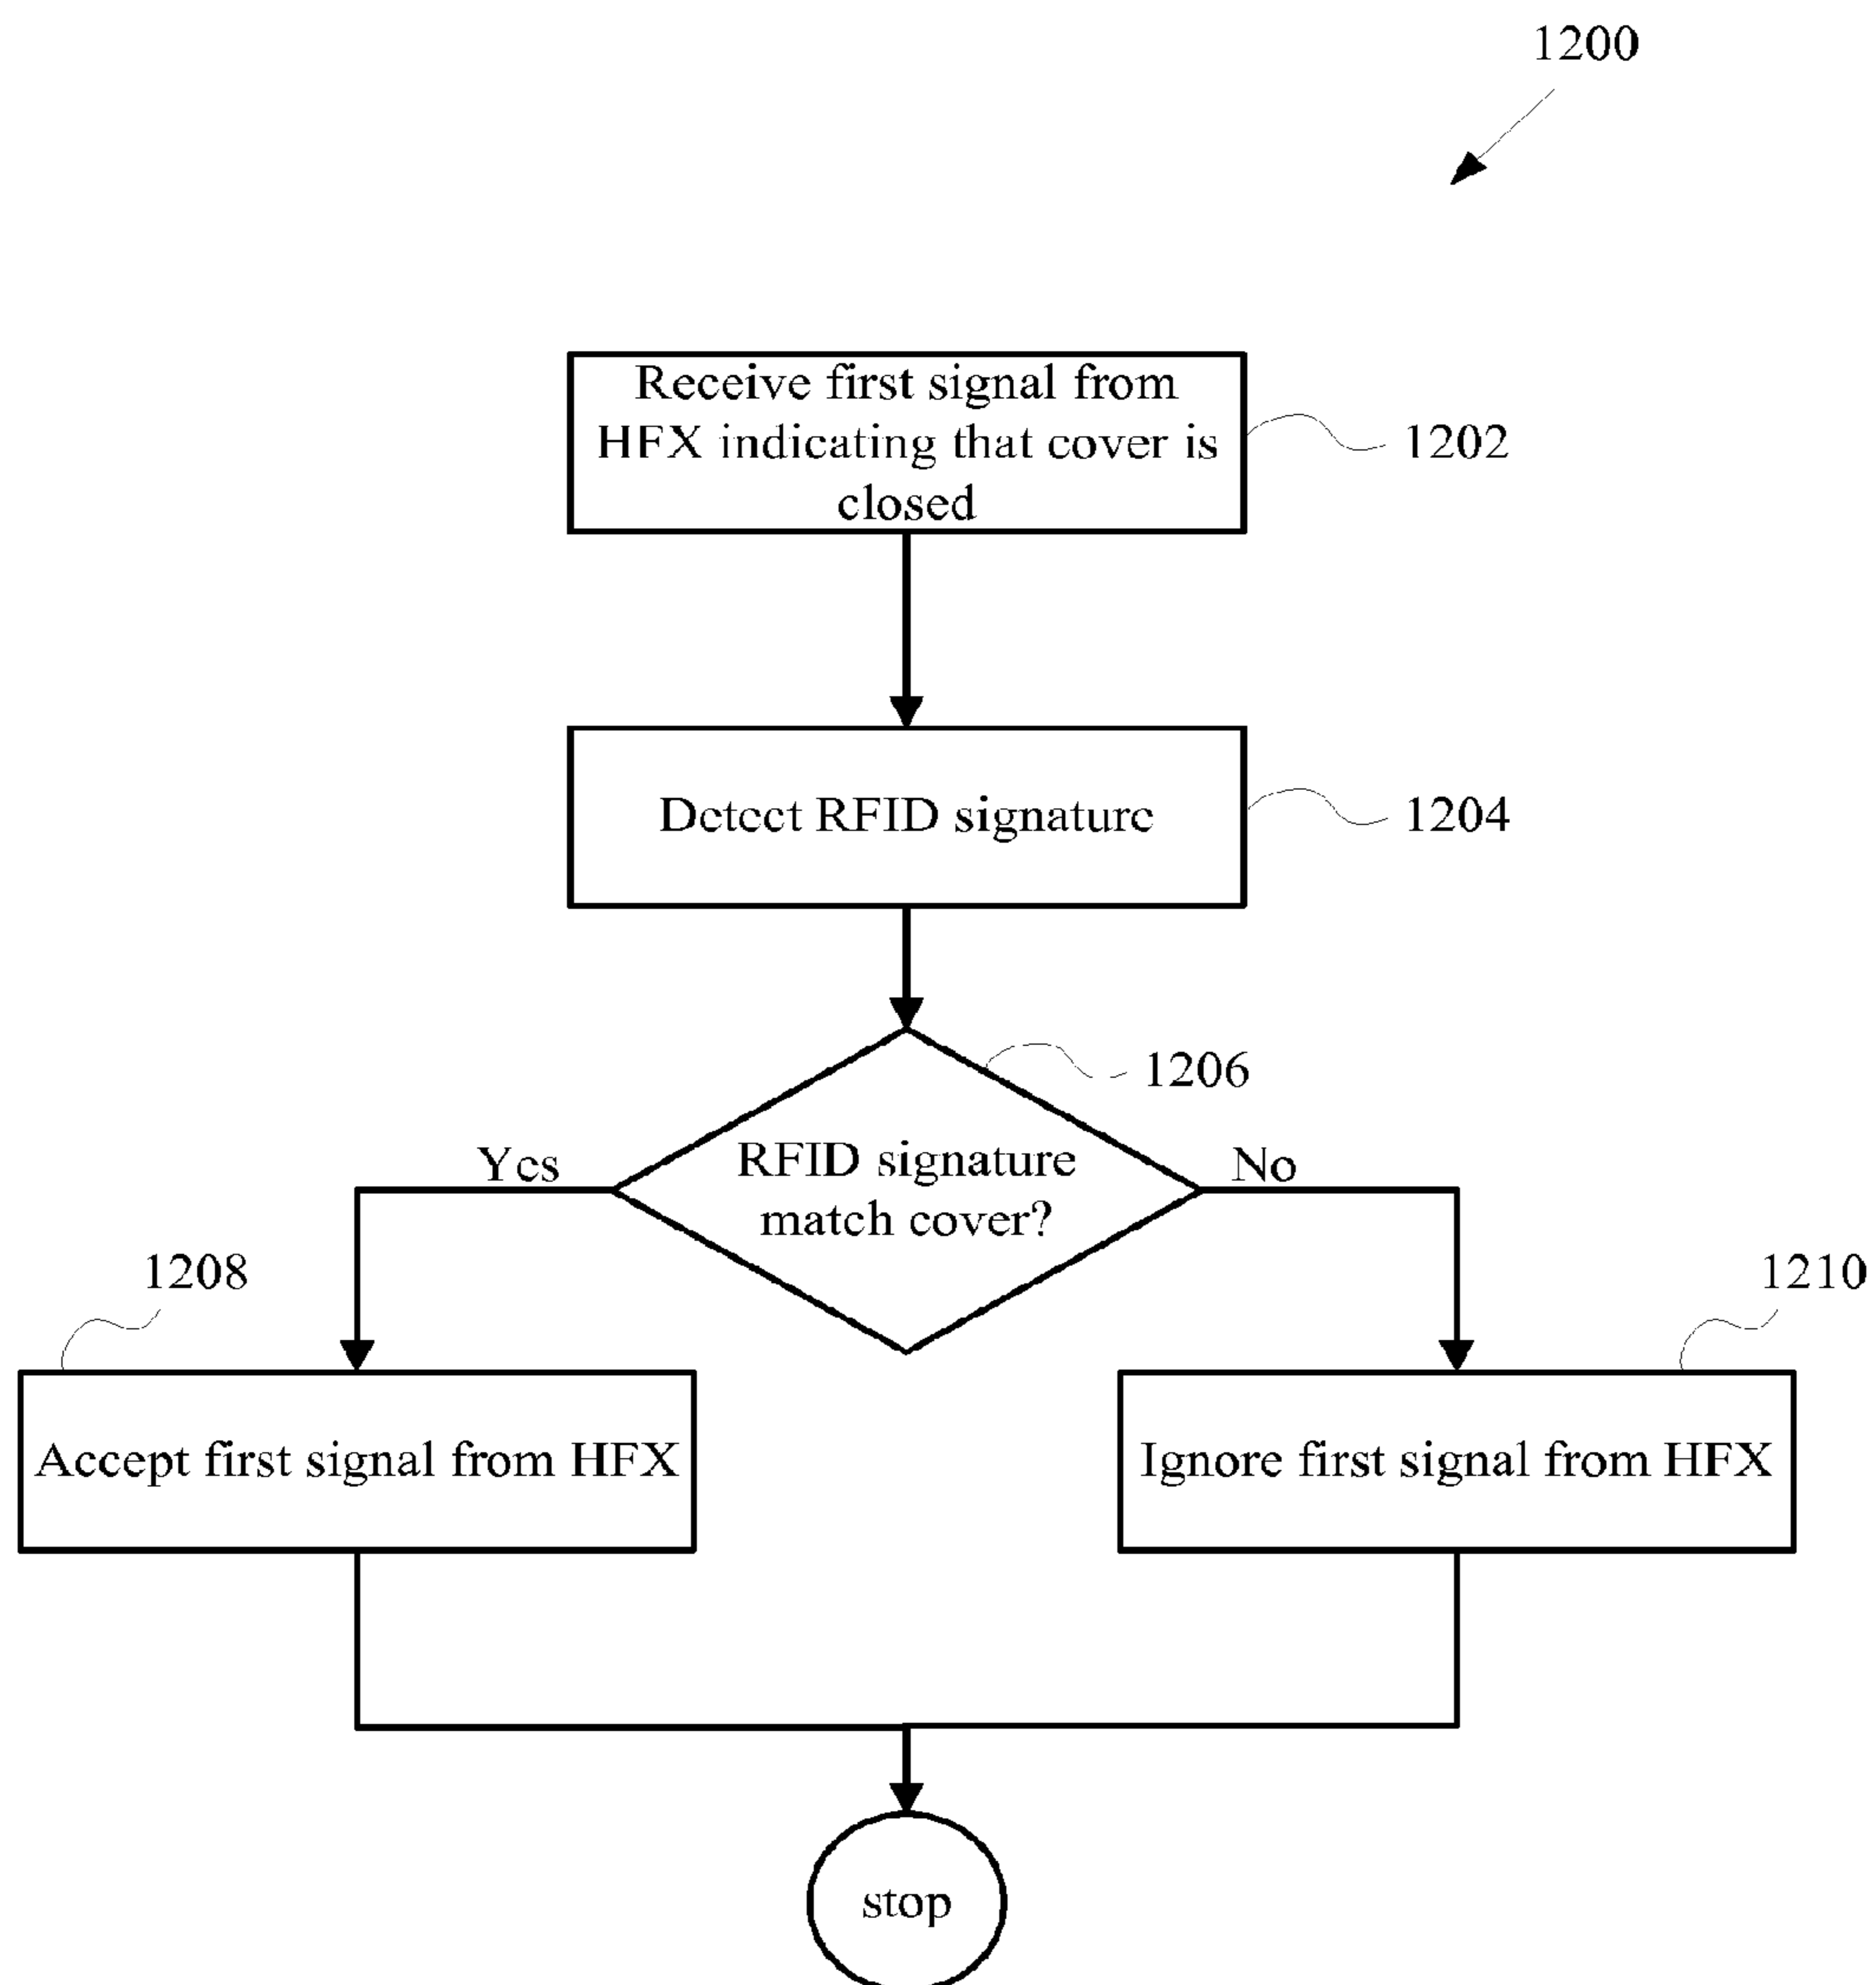 1200
Receive first signal from
HFX indicating that cover is
closed
1202
Detect RFID signature
1204
1206
RFID signature
match cover?
Yes
No
1208
1210
Accept first signal from HFX
Ignore first signal from HFX
stop